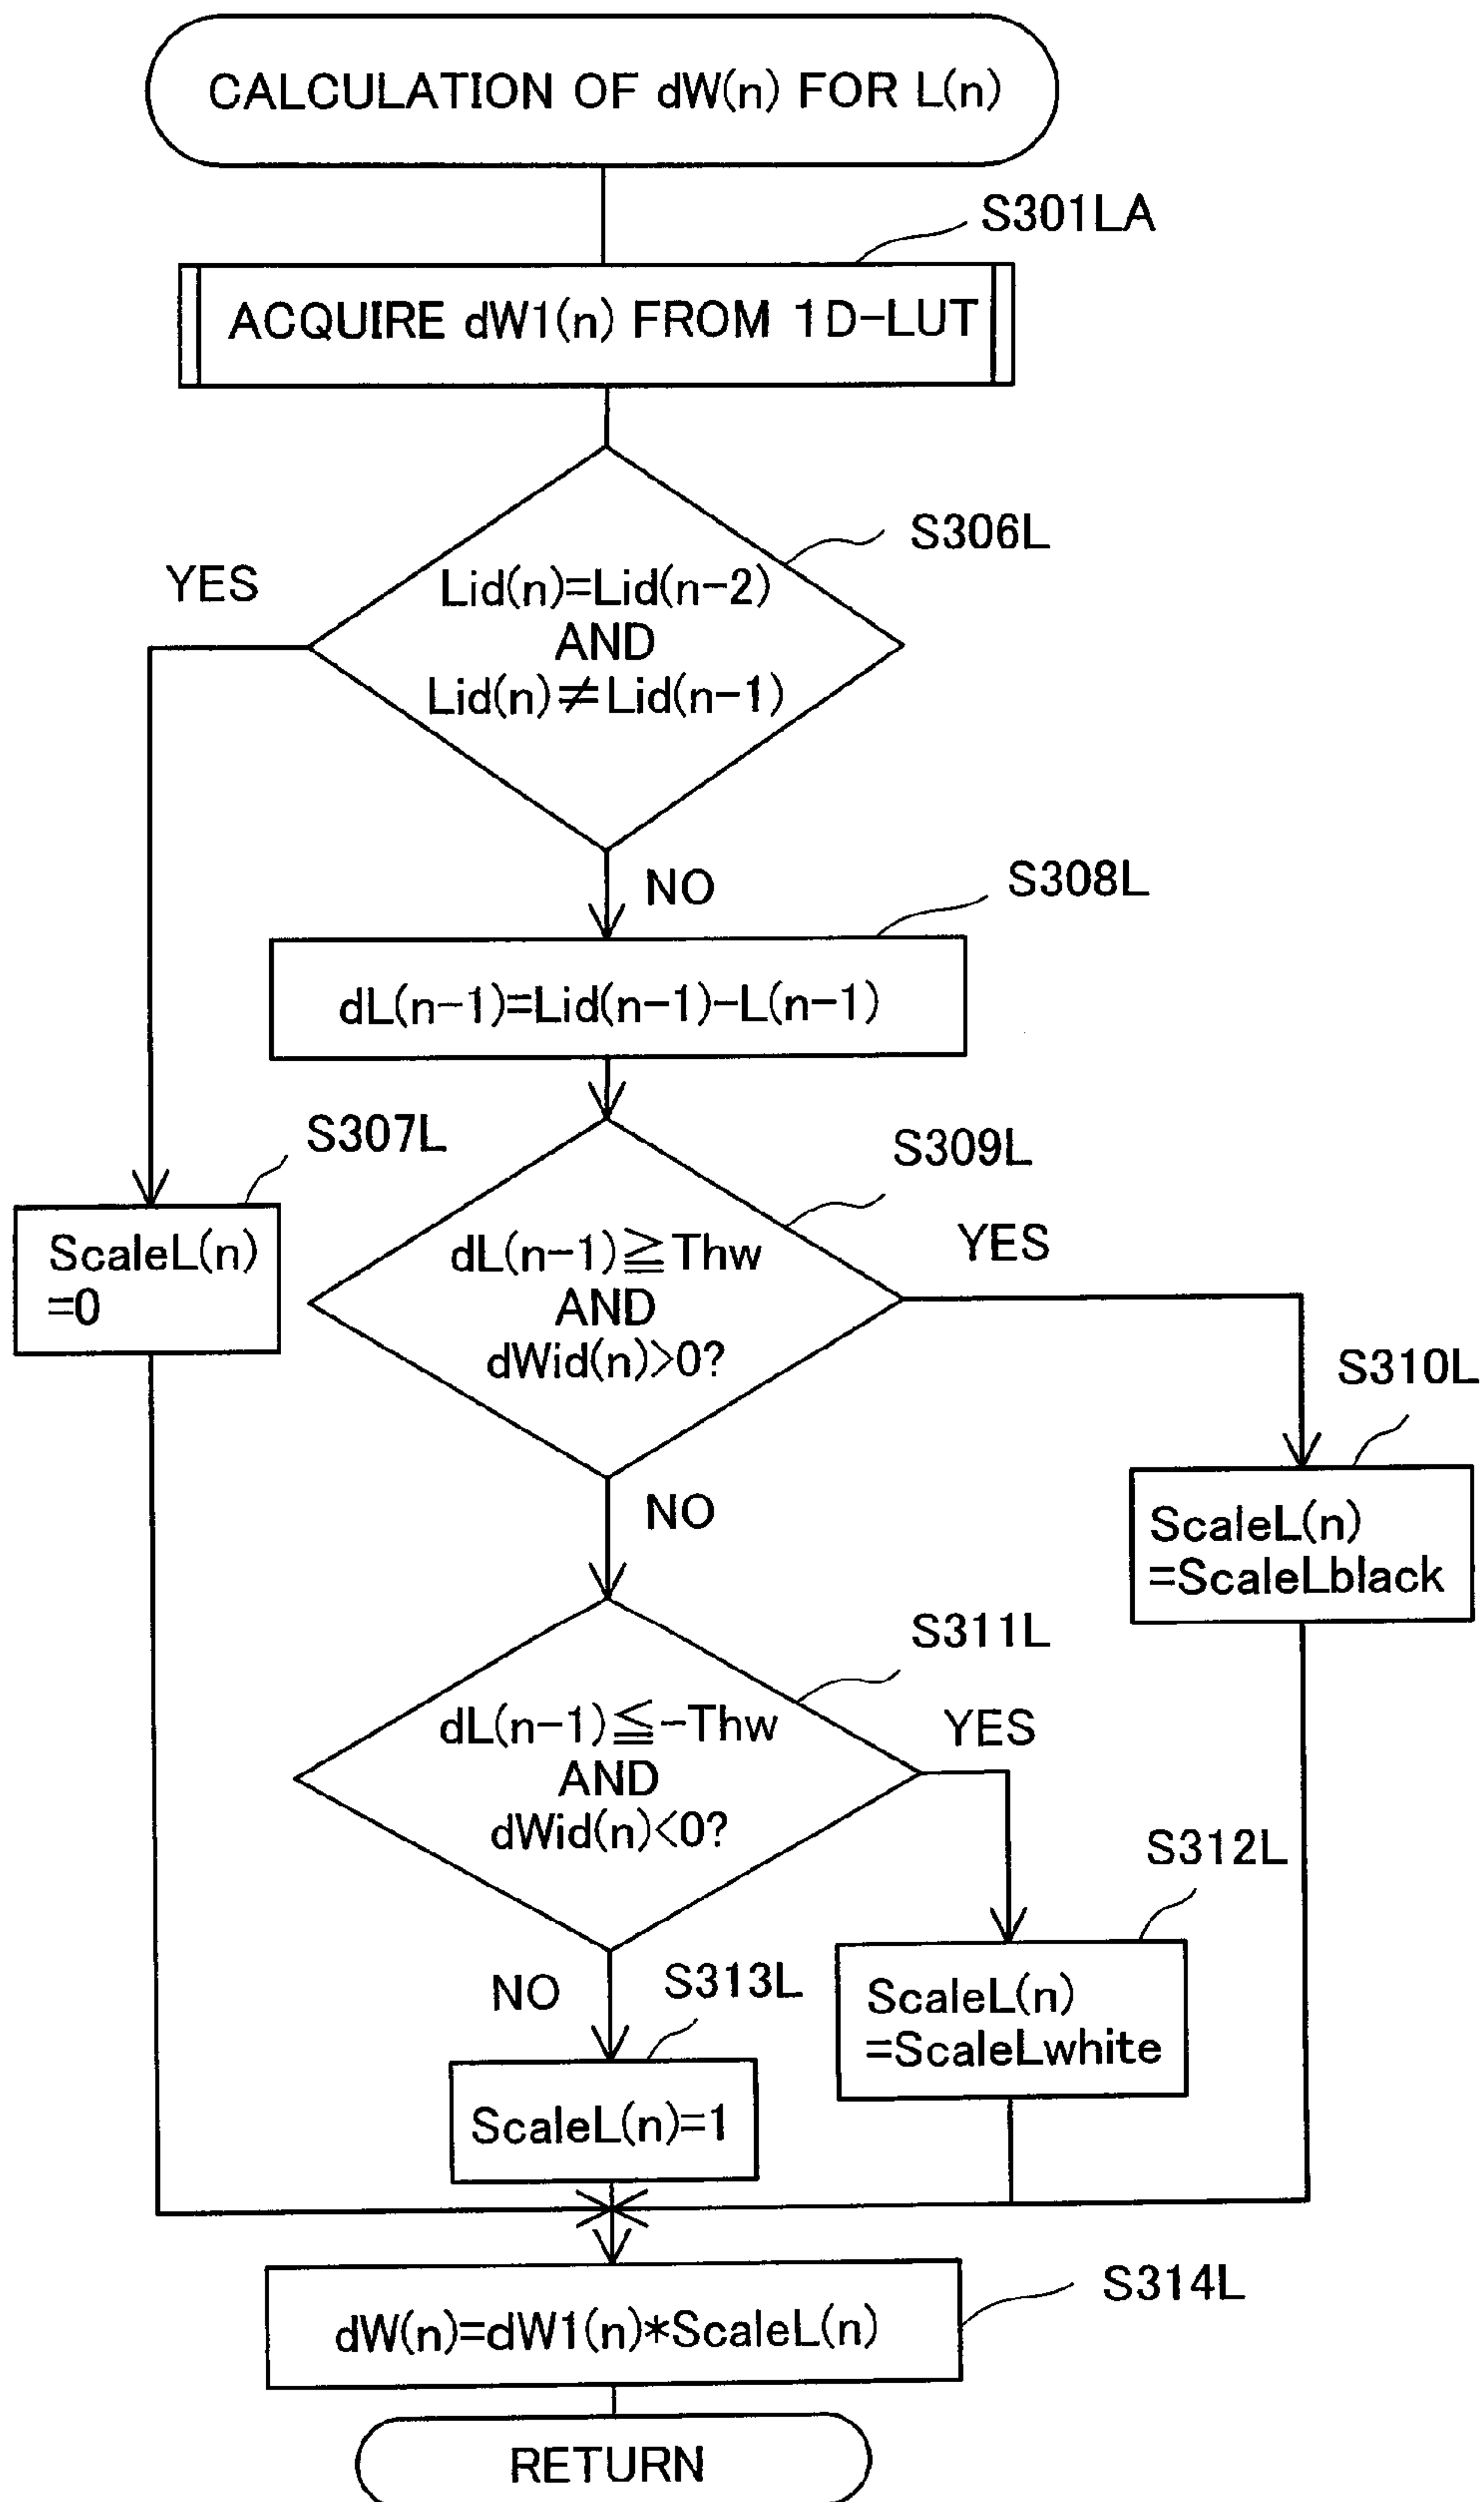 CALCULATION OF dW(n) FOR L(n)
S301LA
ACQUIRE dW1(n) FROM 1D-LUT
S306L
YES
Lid(n)=Lid(n-2)
AND
Lid(n)≠Lid(n-1)
NO
S308L
dL(n-1)=Lid(n-1)-L(n-1)
S307L
ScaleL(n)
=0
S309L
dL(n-1)≧Thw
AND
dWid(n)>0?
YES
S310L
ScaleL(n)
=ScaleLblack
NO
S311L
dL(n-1)≦-Thw
AND
dWid(n)<0?
YES
S312L
ScaleL(n)
=ScaleLwhite
NO
S313L
ScaleL(n)=1
S314L
dW(n)=dW1(n)*ScaleL(n)
RETURN